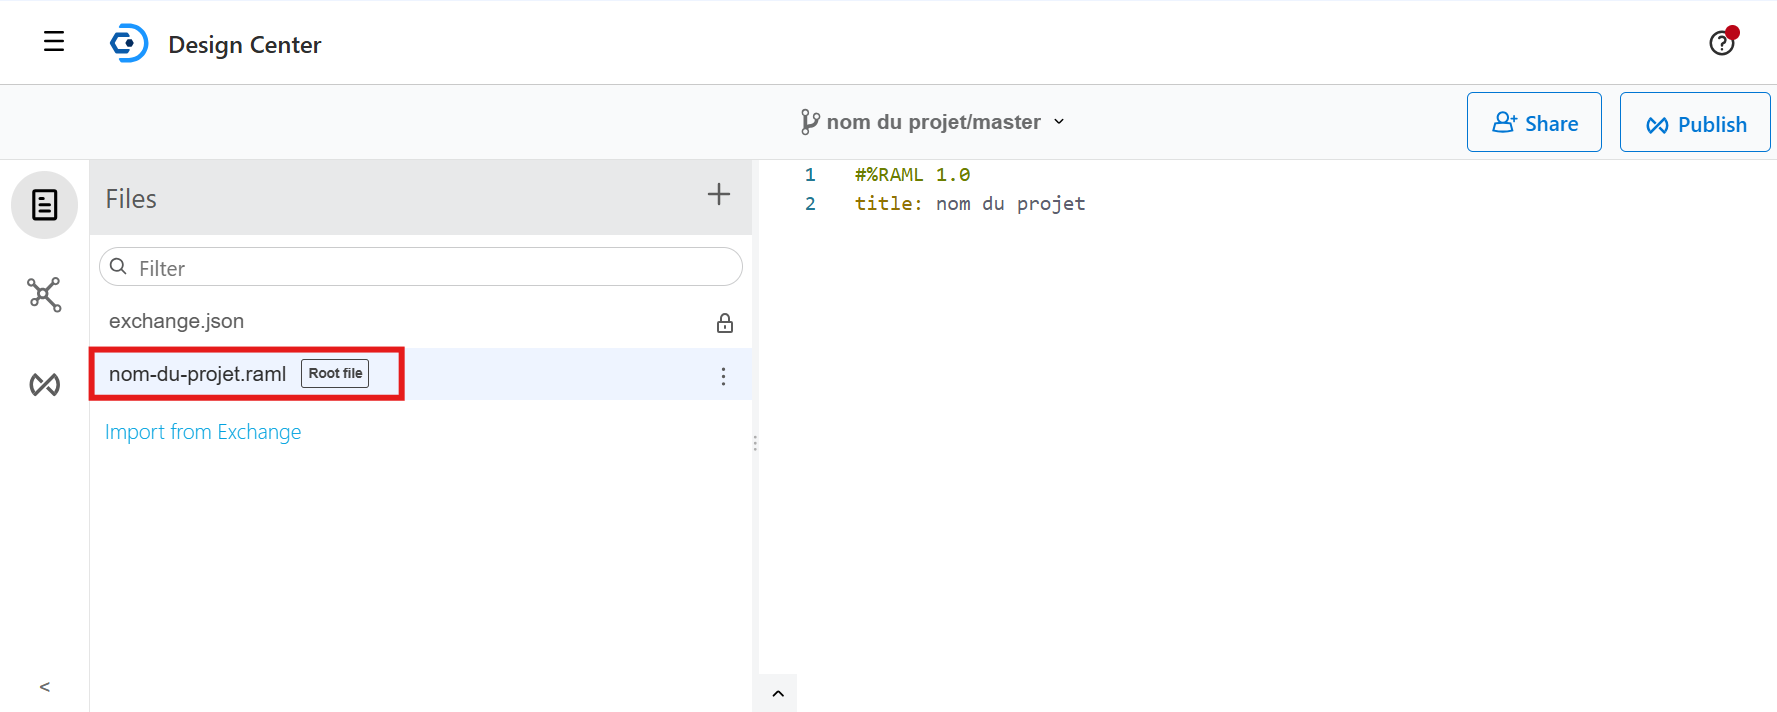 Design Center
nom du projet/master
Share
Publish
Files
Filter
exchange.json
nom-du-projet.raml Root file
Import from Exchange
1 #%RAML 1.0
2 title: nom du projet